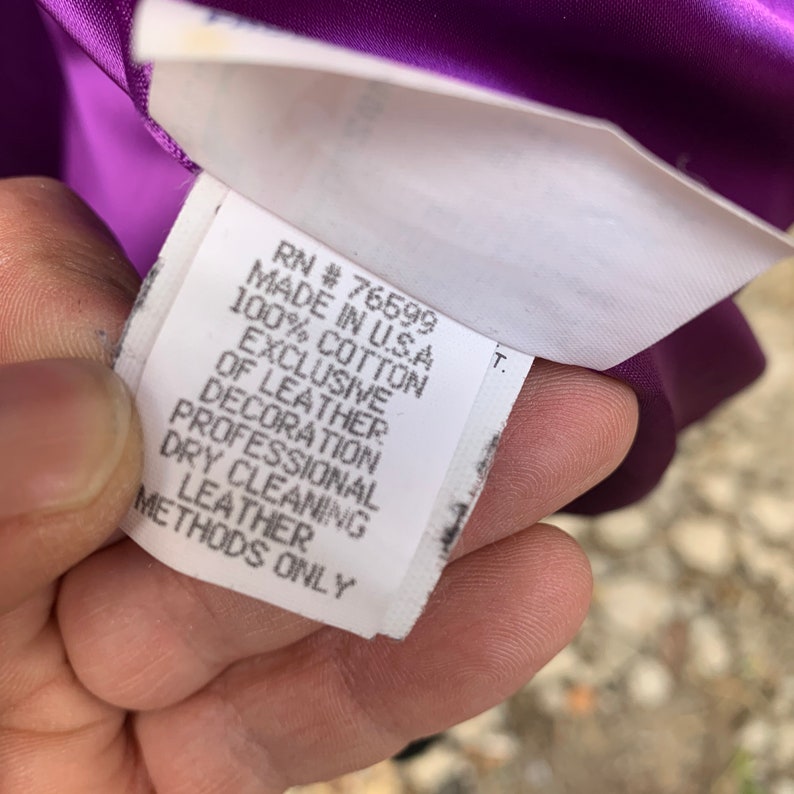 RN # 76599
MADE IN U.S.A
100% COTTON
EXCLUSIVE
OF LEATHER
DECORATION
PROFESSIONAL
DRY CLEANING
LEATHER
METHODS ONLY
T.